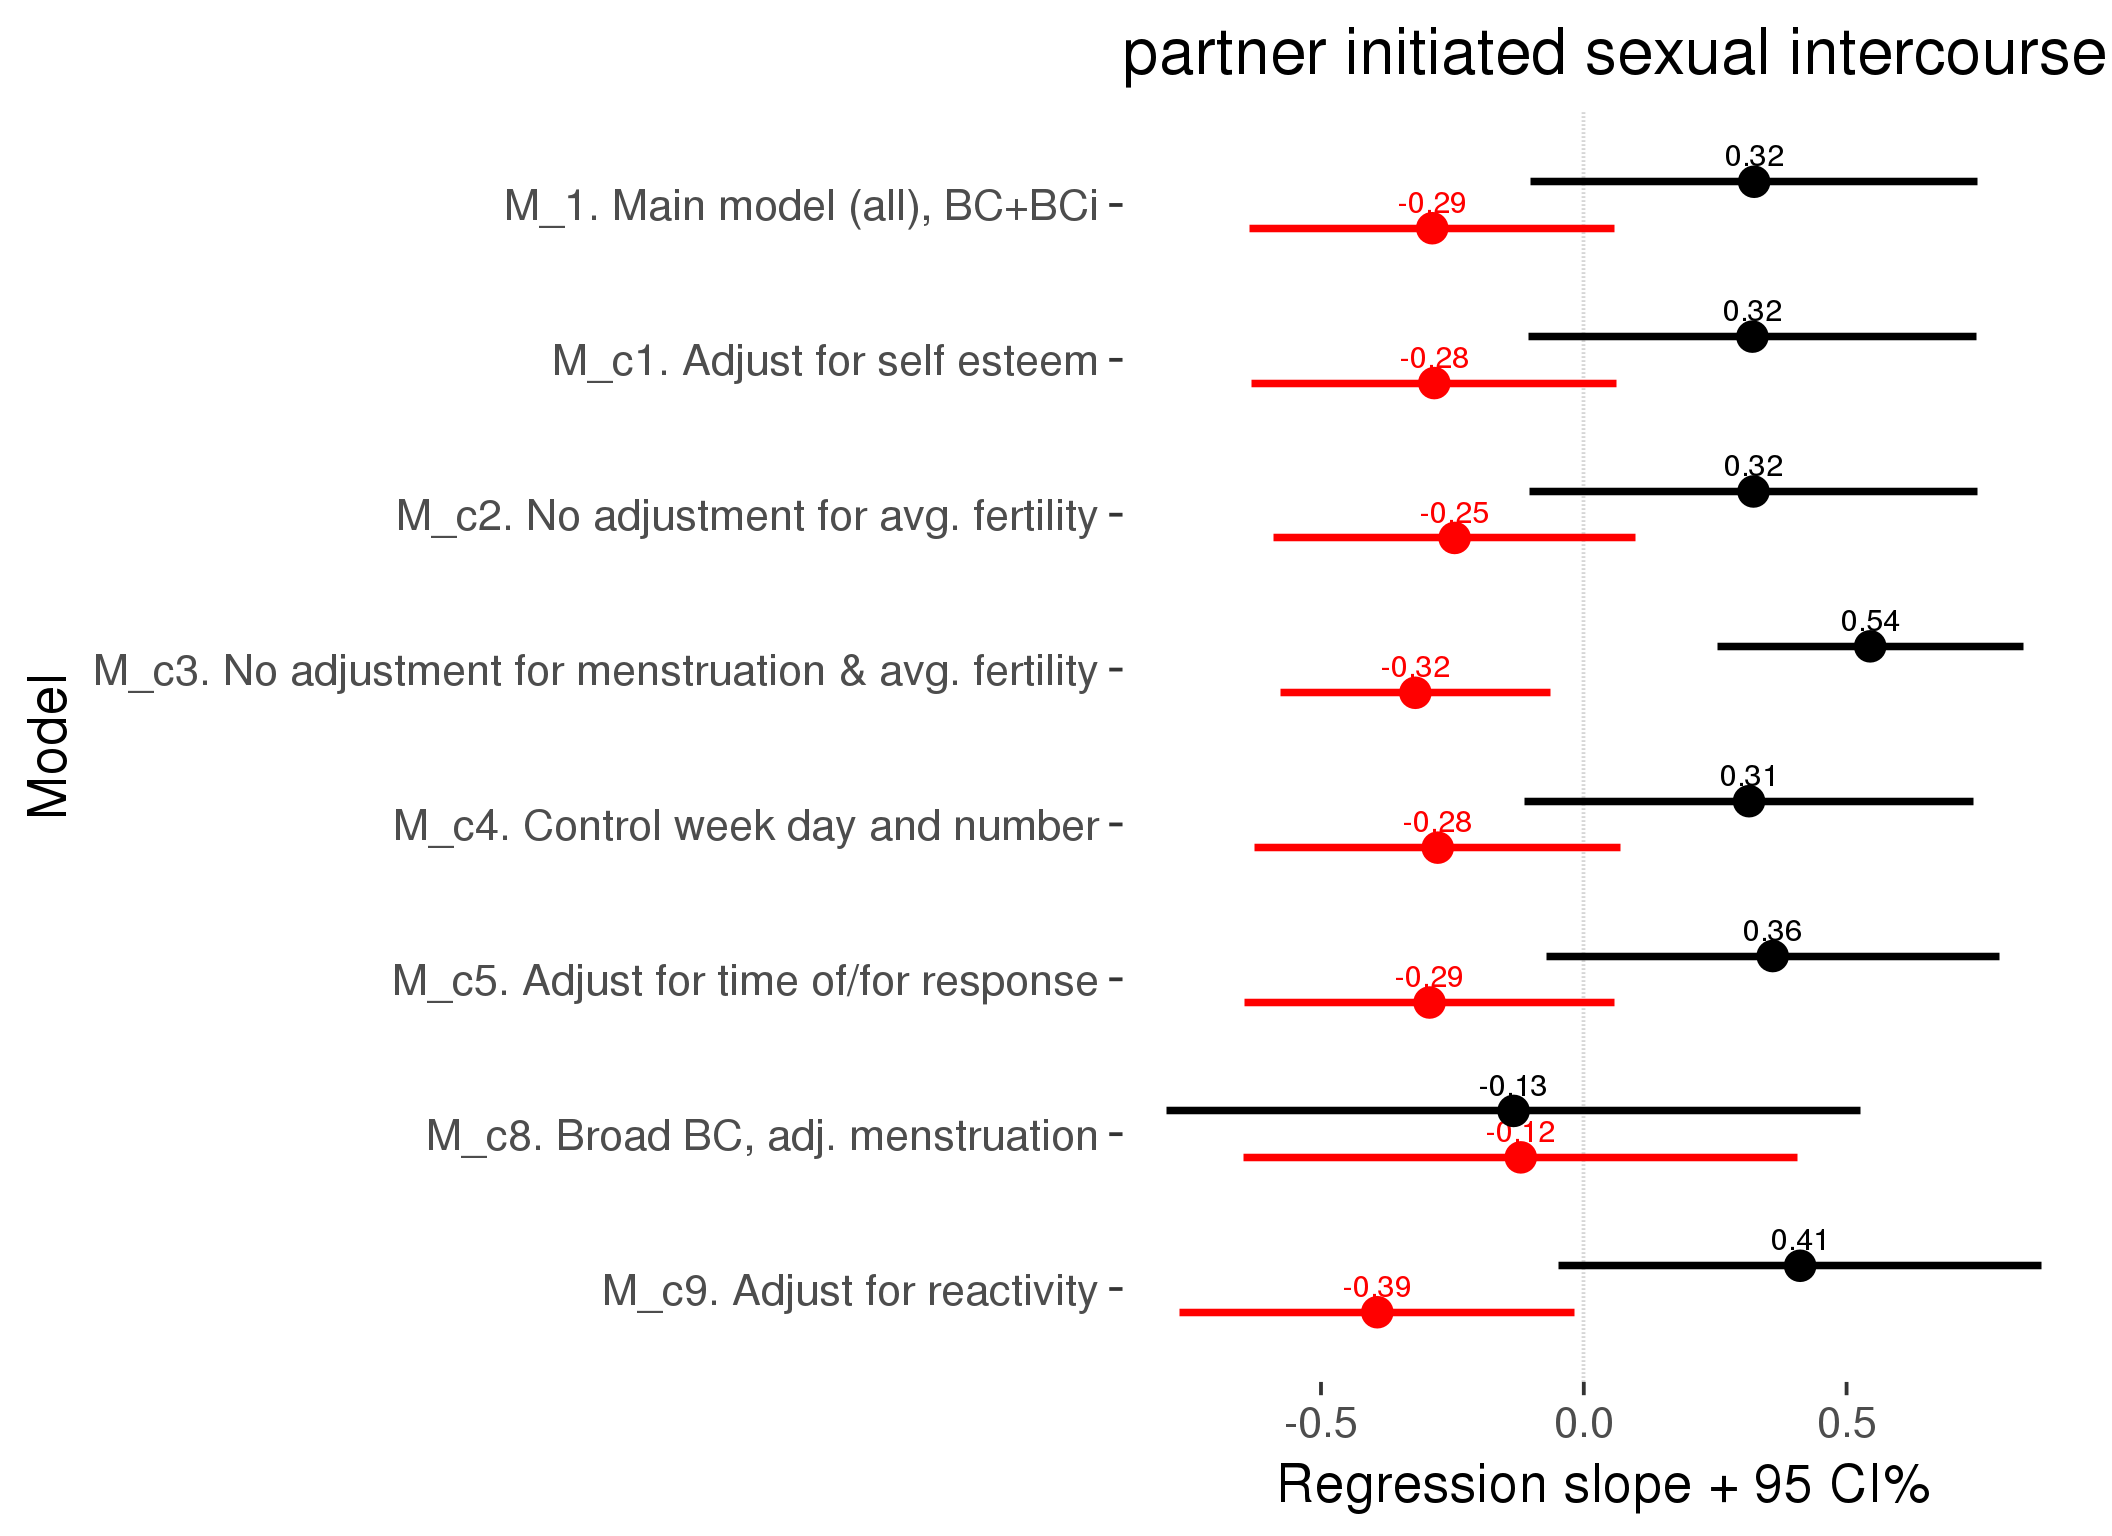 partner initiated sexual intercourse
Model
M_1. Main model (all), BC+BCi
0.32
-0.29
M_c1. Adjust for self esteem
0.32
-0.28
M_c2. No adjustment for avg. fertility
0.32
-0.25
M_c3. No adjustment for menstruation & avg. fertility
0.54
-0.32
M_c4. Control week day and number
0.31
-0.28
M_c5. Adjust for time of/for response
0.36
-0.29
M_c8. Broad BC, adj. menstruation
-0.13
-0.12
M_c9. Adjust for reactivity
0.41
-0.39
-0.5 0.0 0.5
Regression slope + 95 CI%